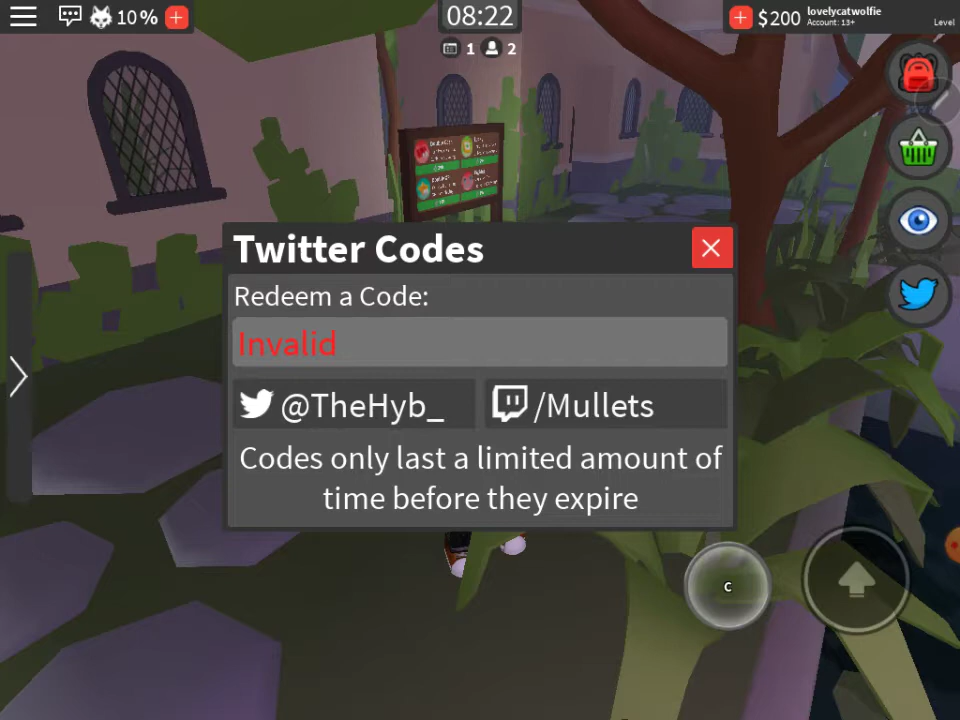 10%
08:22
$200
lovelycatwolfie
Account: 13+
Level
1
2
Twitter Codes
Redeem a Code:
Invalid
@TheHyb_
/Mullets
Codes only last a limited amount of
time before they expire
C